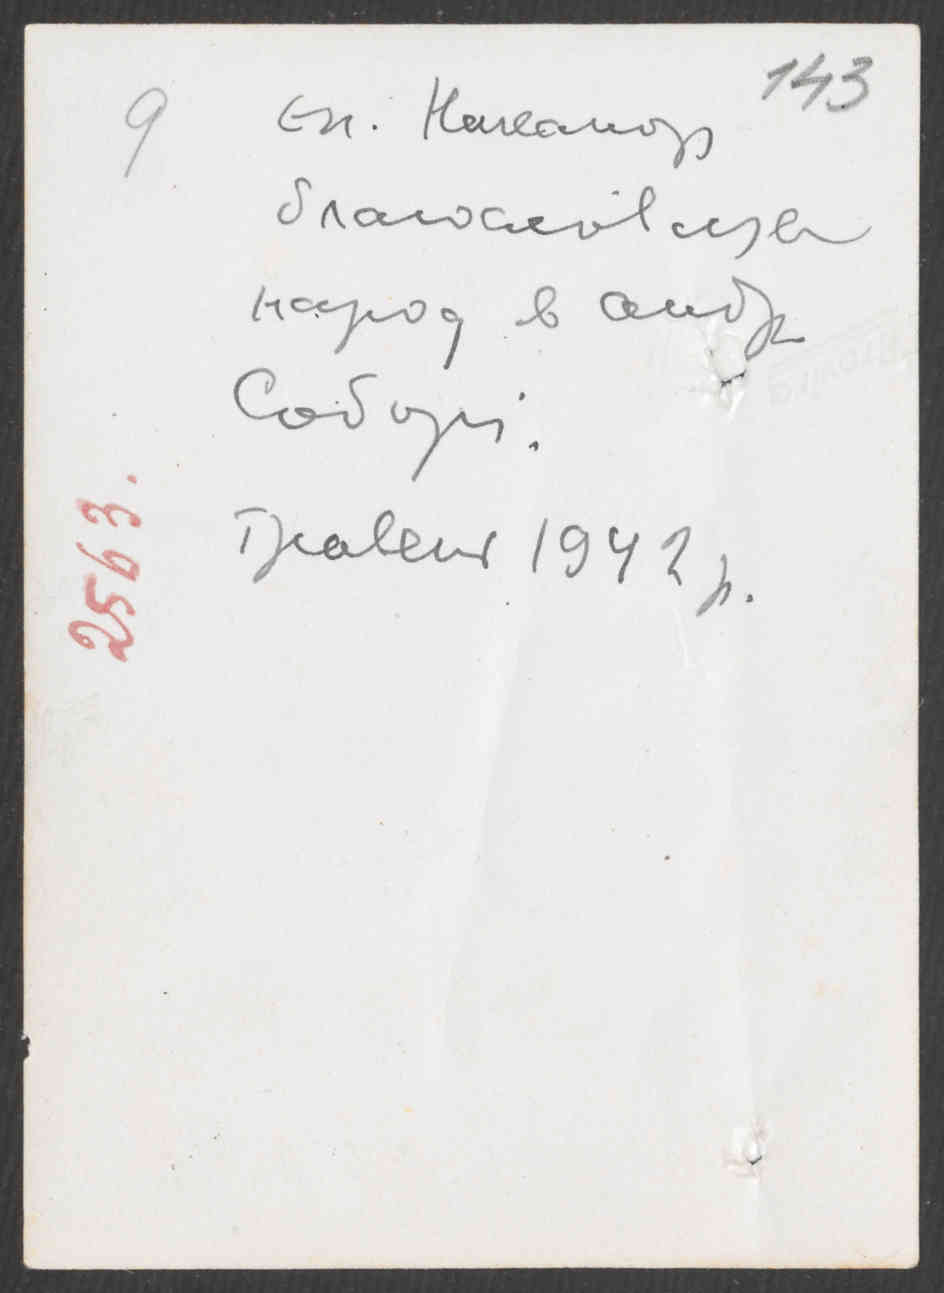 143
9
Еп. Никанор
благословляє
народ в Андр.
Соборі.
Травень 1942 р.
2563.